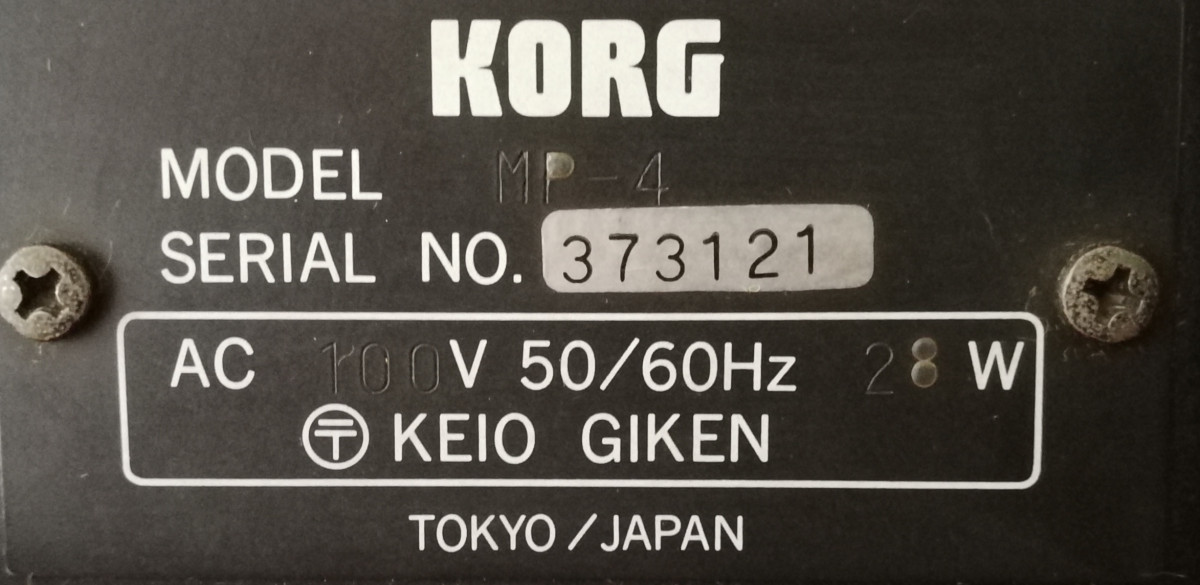 KORG
MODEL MP-4
SERIAL NO. 373121
AC 100V 50/60Hz 28 W
〶 KEIO GIKEN
TOKYO/JAPAN